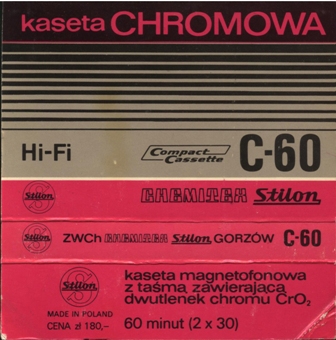 kaseta CHROMOWA
Hi-Fi Compact Cassette C-60
Stilon CHEMITEX Stilon
Stilon ZWCh CHEMITEX Stilon GORZÓW C-60
Stilon
MADE IN POLAND
CENA zł 180,-
kaseta magnetofonowa
z taśmą zawierającą
dwutlenek chromu CrO₂
60 minut (2 x 30)